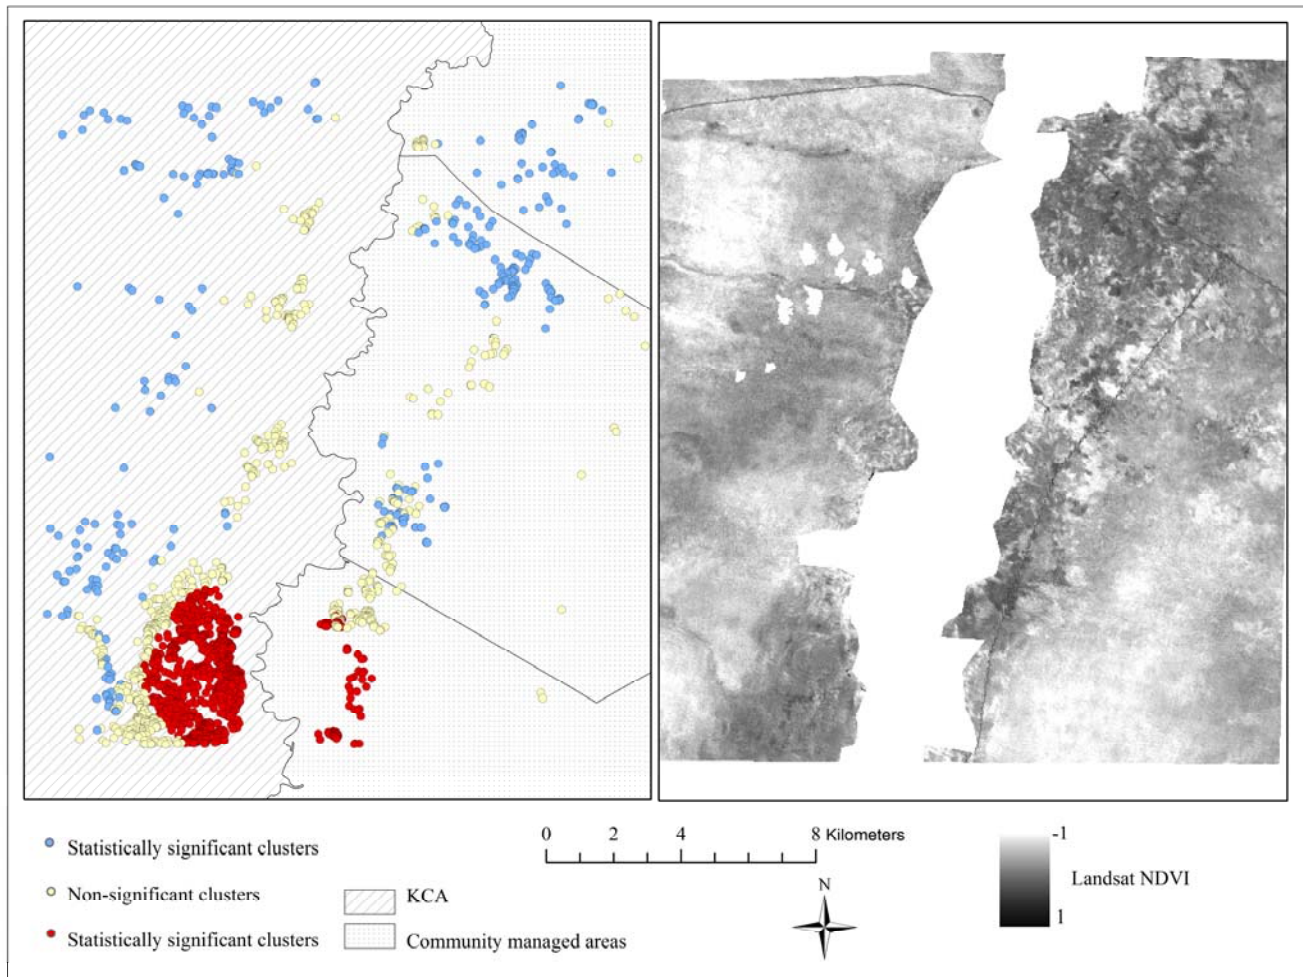 Statistically significant clusters
Non-significant clusters
Statistically significant clusters
KCA
Community managed areas
0 2 4 8 Kilometers
N
-1
Landsat NDVI
1